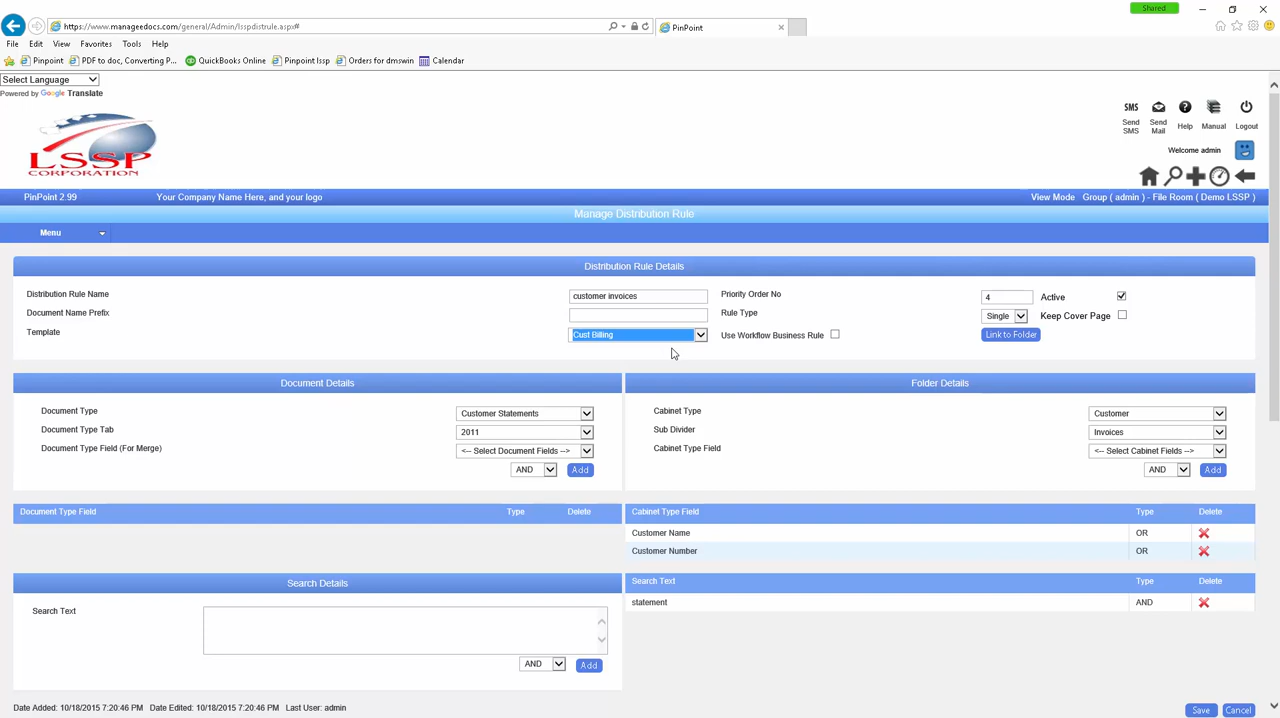 Shared
https://www.manageedocs.com/general/Admin/lsspdistrule.aspx#
PinPoint
File Edit View Favorites Tools Help
Pinpoint PDF to doc, Converting P... QuickBooks Online Pinpoint lssp Orders for dmswin Calendar
Select Language
Powered by Google Translate
LSSP
CORPORATION
SMS
Send SMS Send Mail Help Manual Logout
Welcome admin
PinPoint 2.99 Your Company Name Here, and your logo View Mode Group ( admin ) - File Room ( Demo LSSP )
Manage Distribution Rule
Menu
Distribution Rule Details
Distribution Rule Name customer invoices Priority Order No 4 Active
Document Name Prefix Rule Type Single Keep Cover Page
Template Cust Billing Use Workflow Business Rule Link to Folder
Document Details Folder Details
Document Type Customer Statements Cabinet Type Customer
Document Type Tab 2011 Sub Divider Invoices
Document Type Field (For Merge) <-- Select Document Fields --> Cabinet Type Field <-- Select Cabinet Fields -->
AND Add AND Add
Document Type Field Type Delete Cabinet Type Field Type Delete
Customer Name OR
Customer Number OR
Search Details Search Text Type Delete
Search Text statement AND
AND Add
Date Added: 10/18/2015 7:20:46 PM Date Edited: 10/18/2015 7:20:46 PM Last User: admin Save Cancel